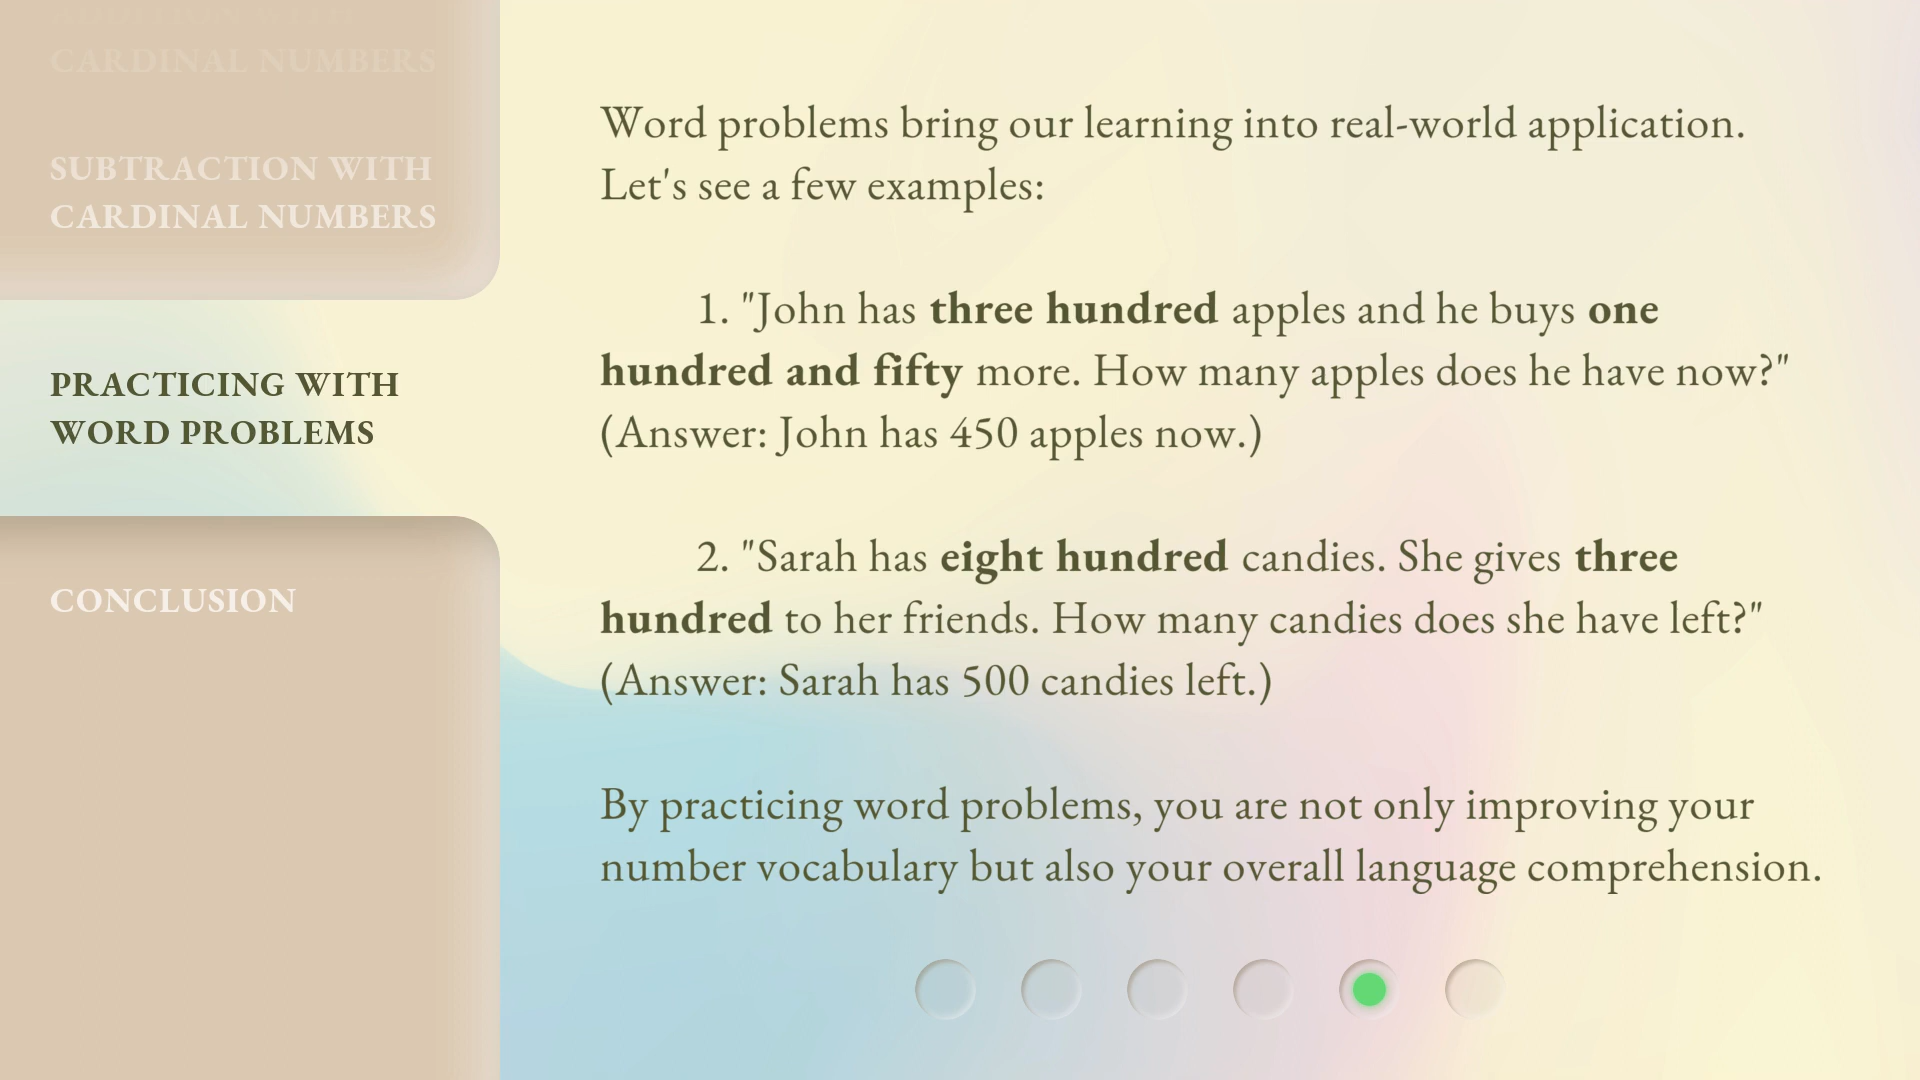 ADDITION WITH
CARDINAL NUMBERS
SUBTRACTION WITH
CARDINAL NUMBERS
PRACTICING WITH
WORD PROBLEMS
CONCLUSION
Word problems bring our learning into real-world application.
Let's see a few examples:
1. "John has three hundred apples and he buys one
hundred and fifty more. How many apples does he have now?"
(Answer: John has 450 apples now.)
2. "Sarah has eight hundred candies. She gives three
hundred to her friends. How many candies does she have left?"
(Answer: Sarah has 500 candies left.)
By practicing word problems, you are not only improving your
number vocabulary but also your overall language comprehension.